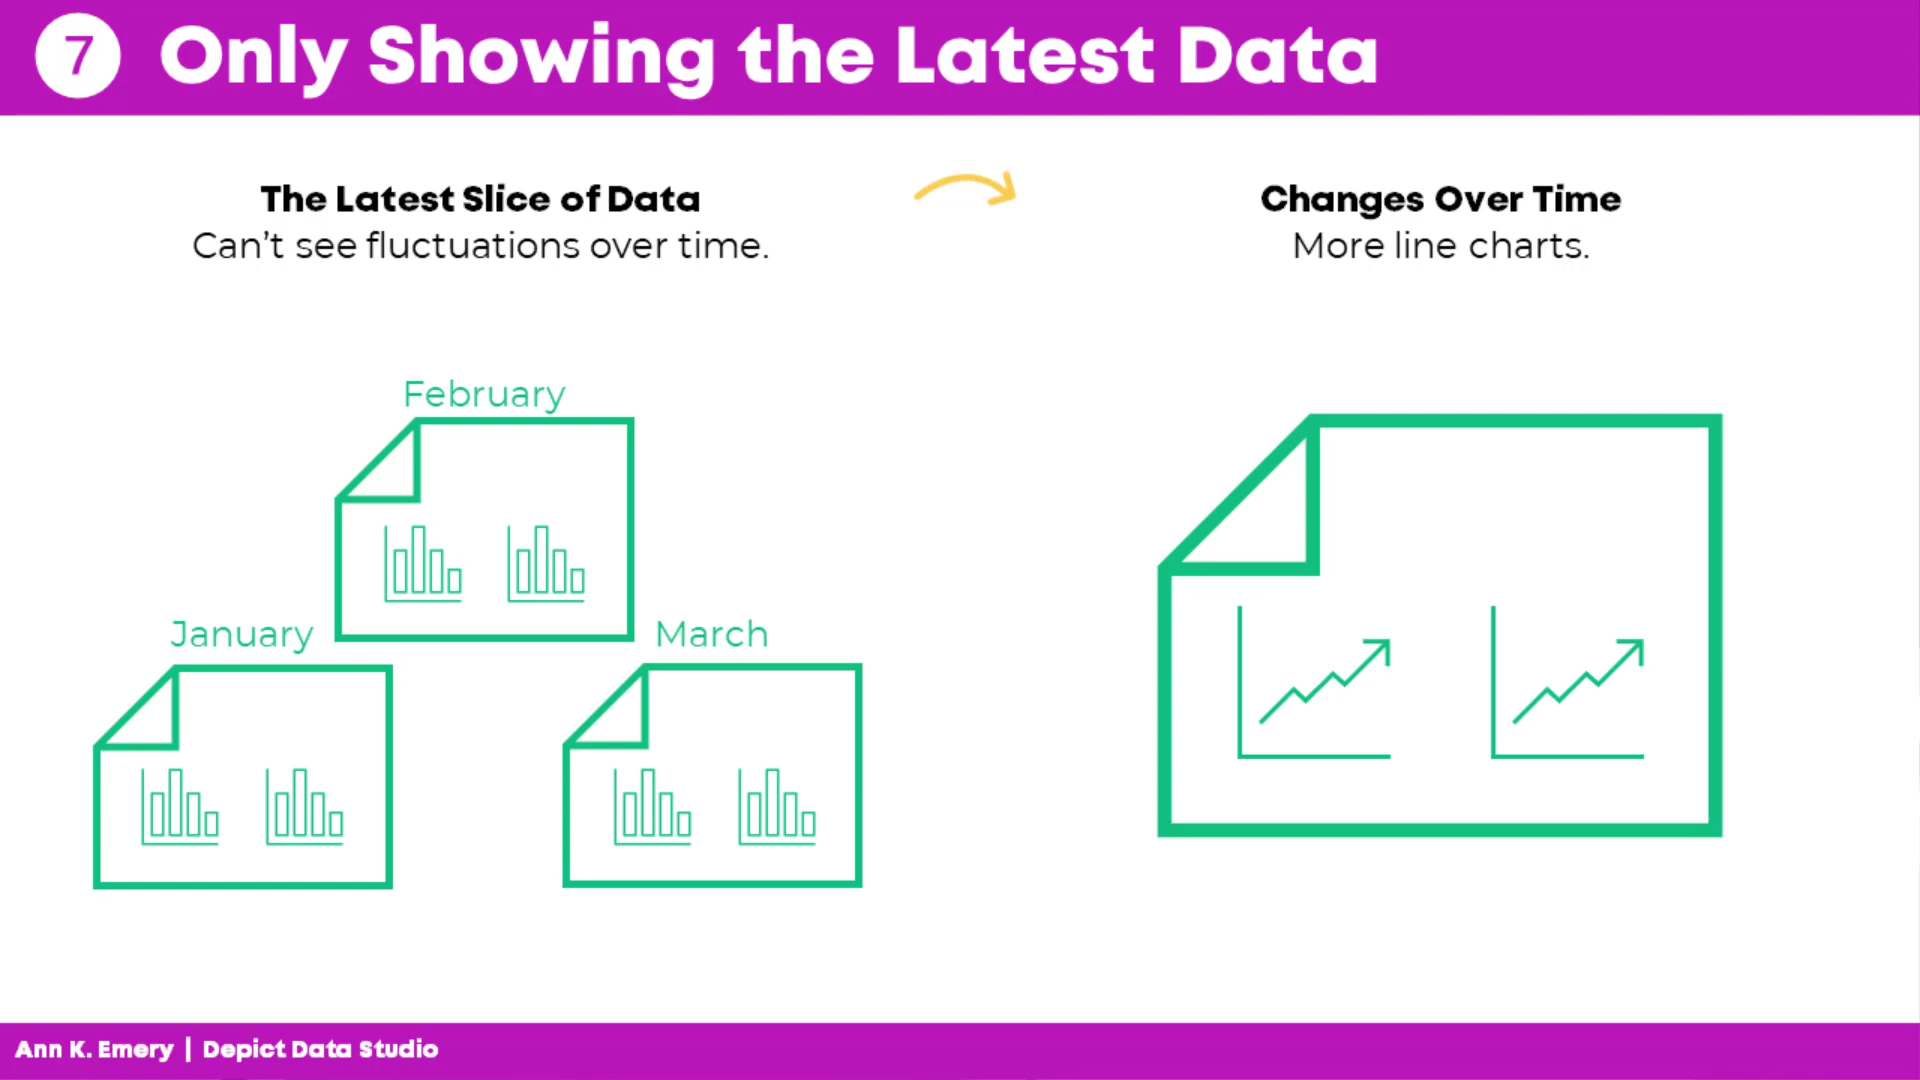 7 Only Showing the Latest Data
The Latest Slice of Data
Can't see fluctuations over time.
Changes Over Time
More line charts.
February
January
March
Ann K. Emery | Depict Data Studio